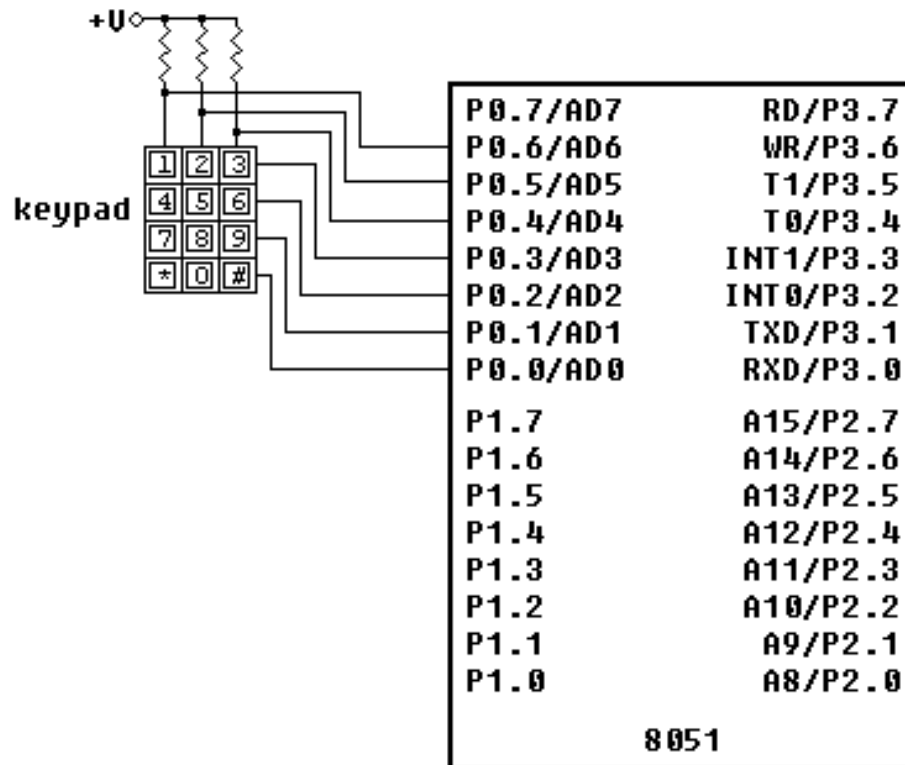 +V
P0.7/AD7 RD/P3.7
P0.6/AD6 WR/P3.6
P0.5/AD5 T1/P3.5
P0.4/AD4 T0/P3.4
P0.3/AD3 INT1/P3.3
P0.2/AD2 INT0/P3.2
P0.1/AD1 TXD/P3.1
P0.0/AD0 RXD/P3.0
keypad
1 2 3
4 5 6
7 8 9
* 0 #
P1.7 A15/P2.7
P1.6 A14/P2.6
P1.5 A13/P2.5
P1.4 A12/P2.4
P1.3 A11/P2.3
P1.2 A10/P2.2
P1.1 A9/P2.1
P1.0 A8/P2.0
8051